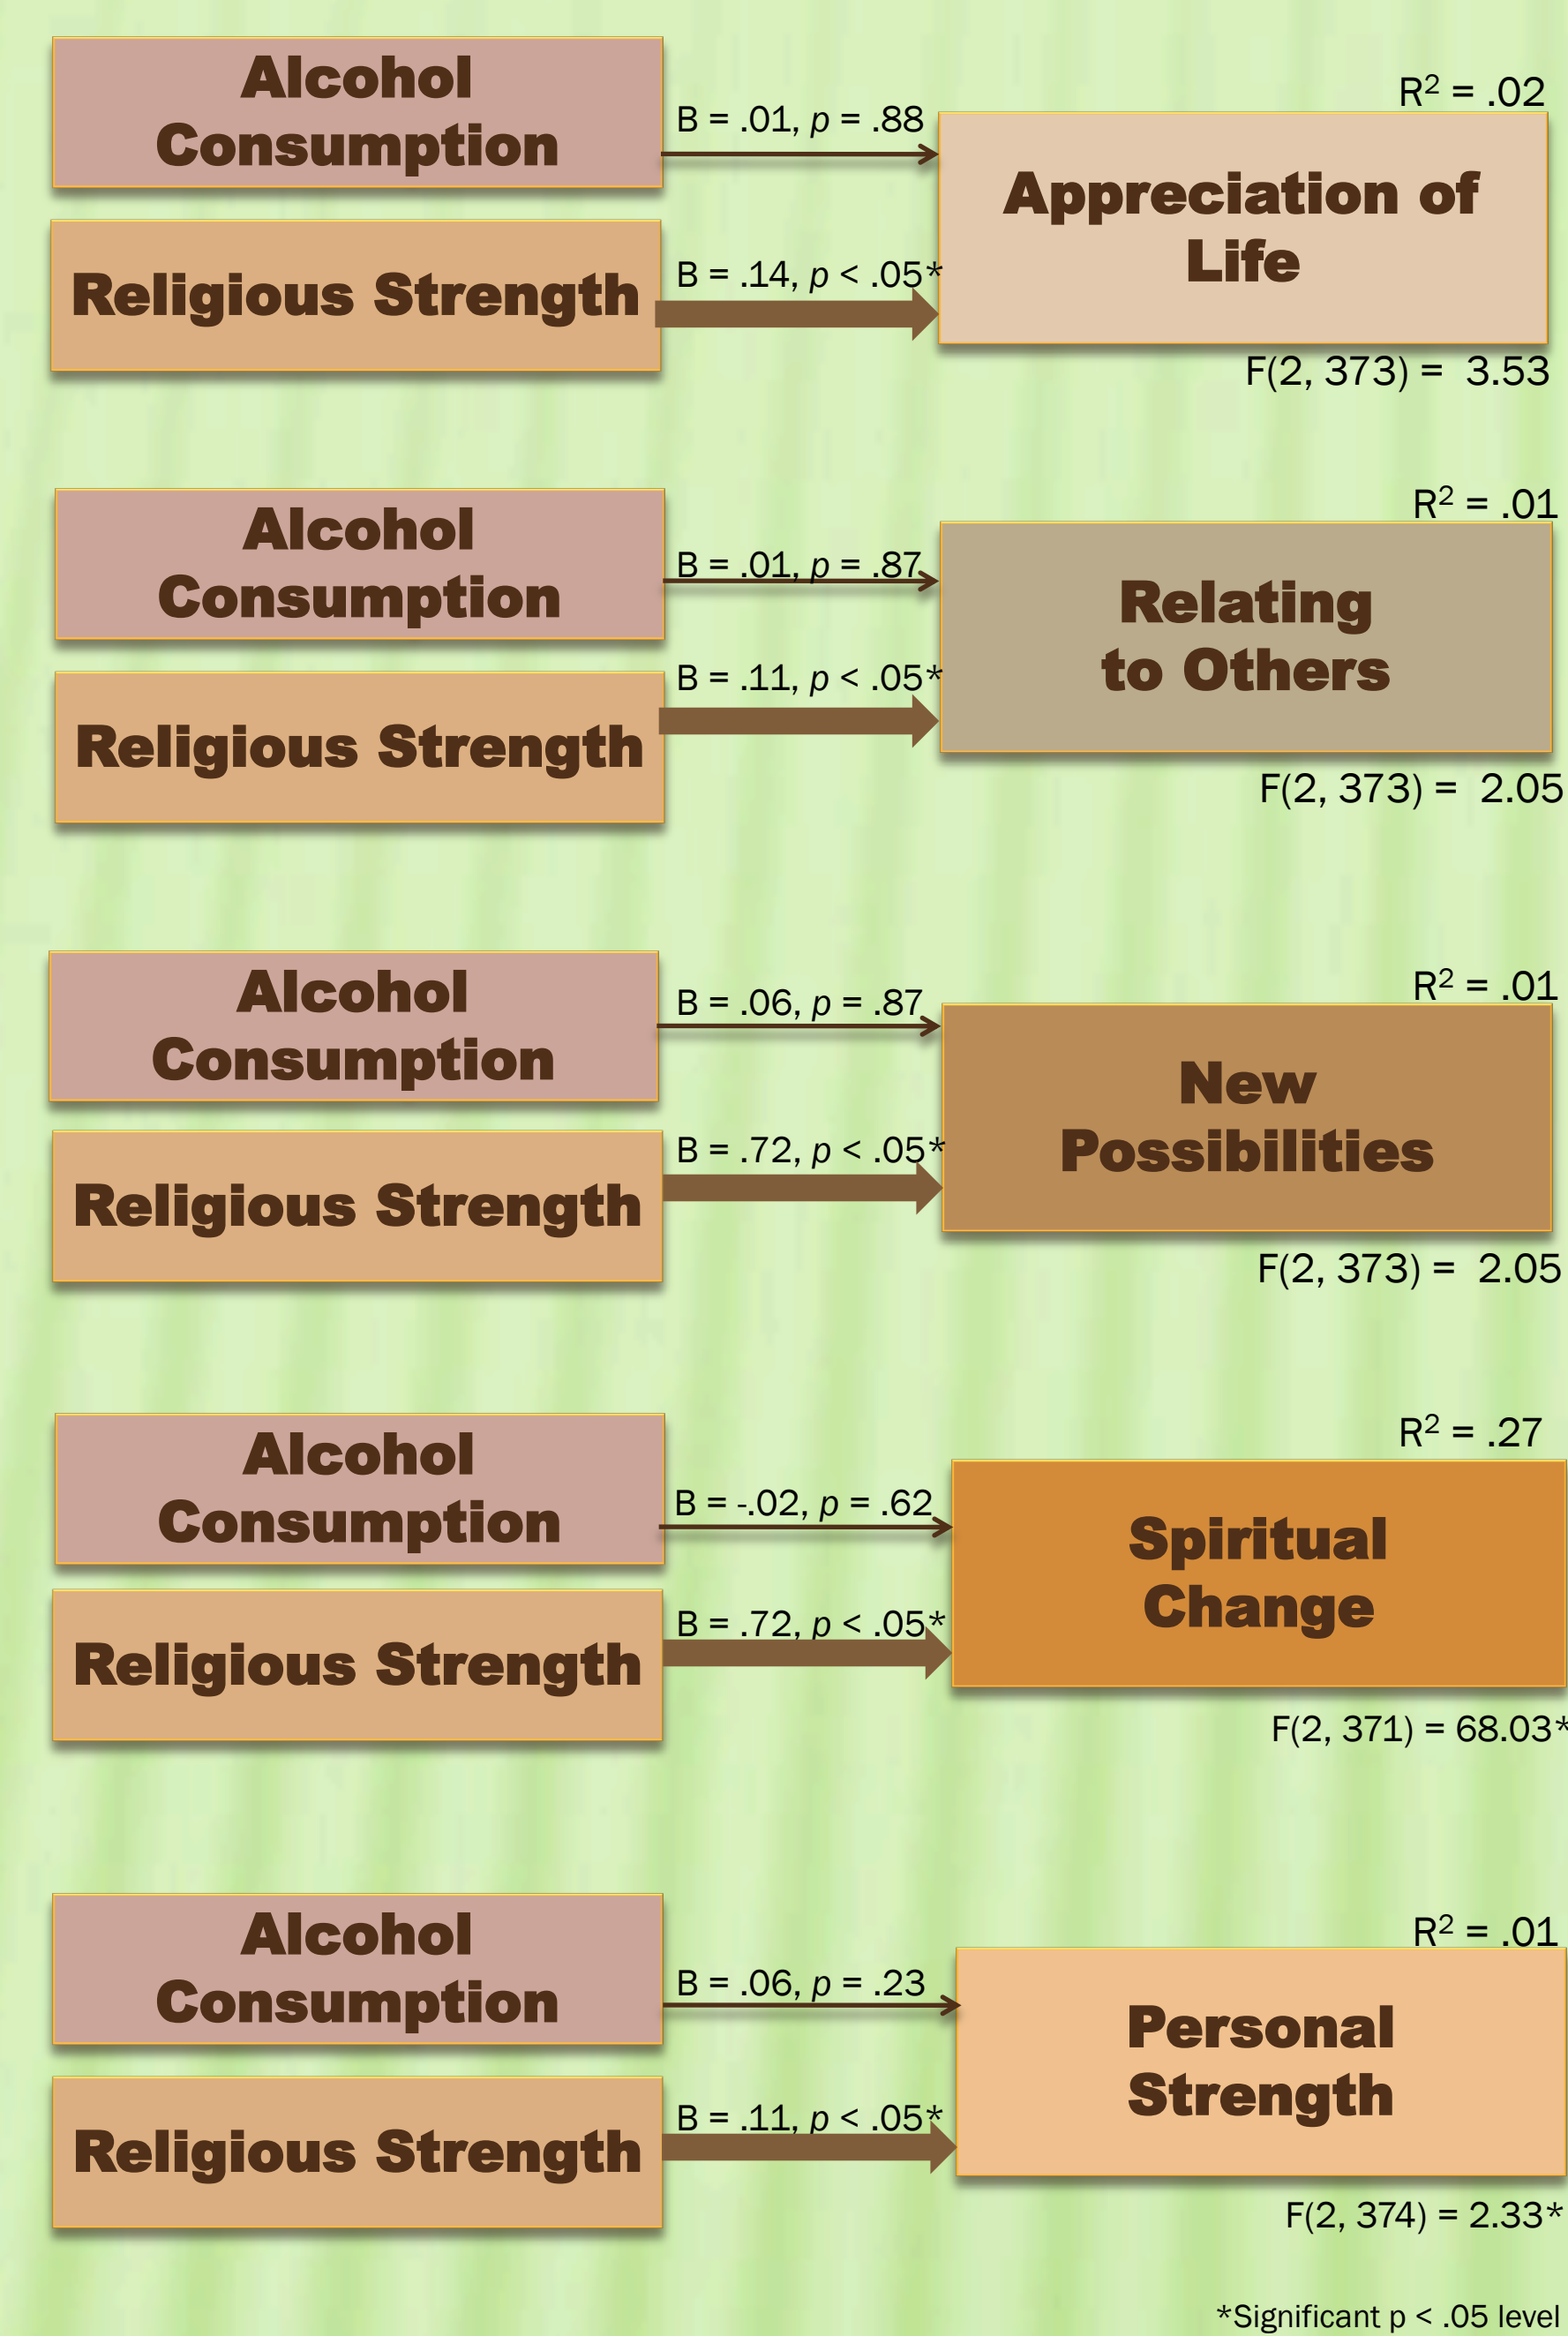 Alcohol
Consumption
B = .01, p = .88
R² = .02
Appreciation of
Life
Religious Strength
B = .14, p < .05*
F(2, 373) = 3.53
Alcohol
Consumption
B = .01, p = .87
R² = .01
Relating
to Others
Religious Strength
B = .11, p < .05*
F(2, 373) = 2.05
Alcohol
Consumption
B = .06, p = .87
R² = .01
New
Possibilities
Religious Strength
B = .72, p < .05*
F(2, 373) = 2.05
Alcohol
Consumption
B = -.02, p = .62
R² = .27
Spiritual
Change
Religious Strength
B = .72, p < .05*
F(2, 371) = 68.03*
Alcohol
Consumption
B = .06, p = .23
R² = .01
Personal
Strength
Religious Strength
B = .11, p < .05*
F(2, 374) = 2.33*
*Significant p < .05 level